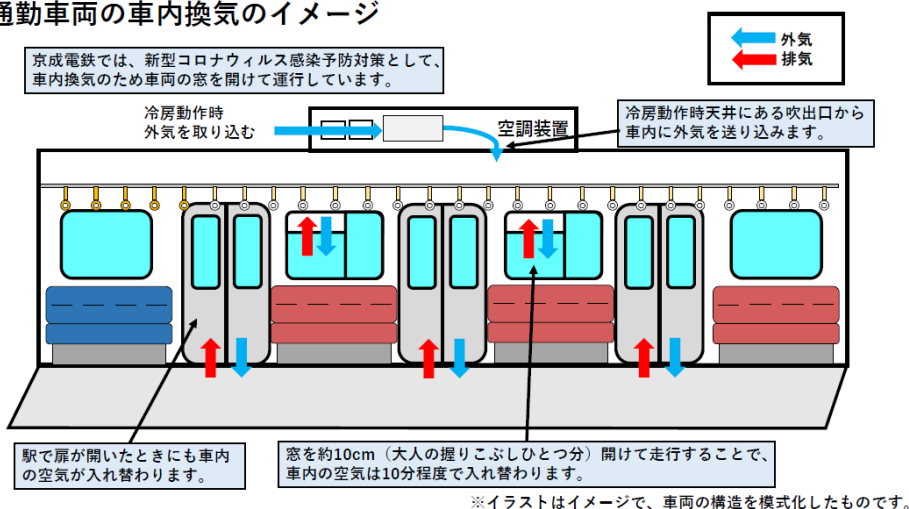 通勤車両の車内換気のイメージ
外気
排気
京成電鉄では、新型コロナウィルス感染予防対策として、
車内換気のため車両の窓を開けて運行しています。
冷房動作時
外気を取り込む
空調装置
冷房動作時天井にある吹出口から
車内に外気を送り込みます。
駅で扉が開いたときにも車内
の空気が入れ替わります。
窓を約10cm（大人の握りこぶしひとつ分）開けて走行することで、
車内の空気は10分程度で入れ替わります。
※イラストはイメージで、車両の構造を模式化したものです。